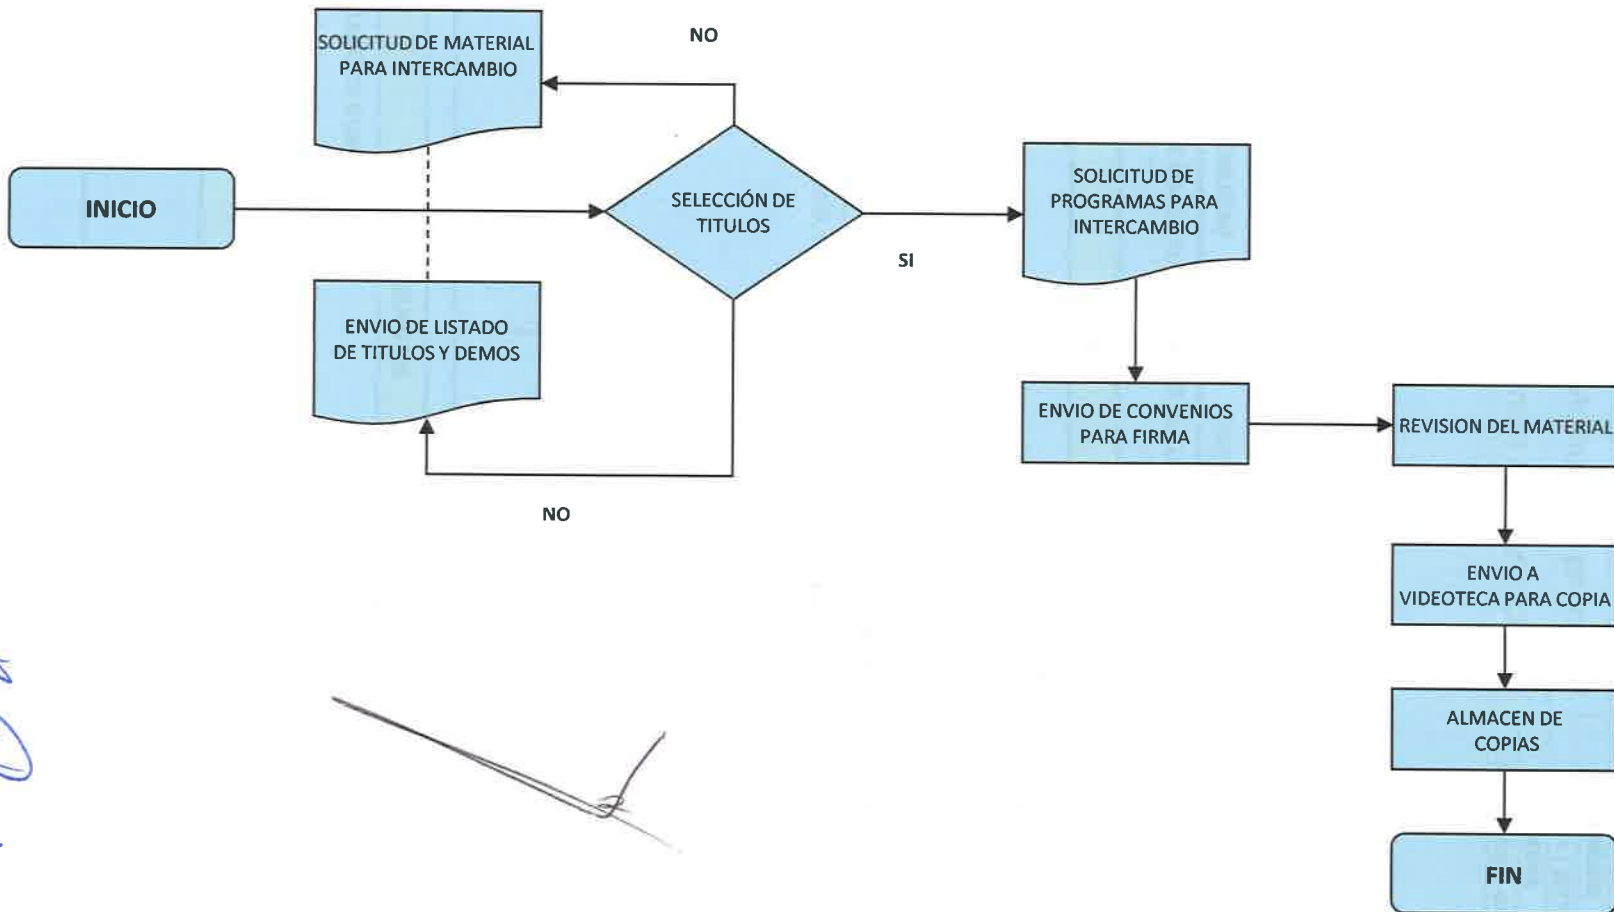 SOLICITUD DE MATERIAL
PARA INTERCAMBIO
NO
INICIO
SELECCIÓN DE
TITULOS
SOLICITUD DE
PROGRAMAS PARA
INTERCAMBIO
SI
ENVIO DE LISTADO
DE TITULOS Y DEMOS
NO
ENVIO DE CONVENIOS
PARA FIRMA
REVISION DEL MATERIAL
ENVIO A
VIDEOTECA PARA COPIA
ALMACEN DE
COPIAS
FIN